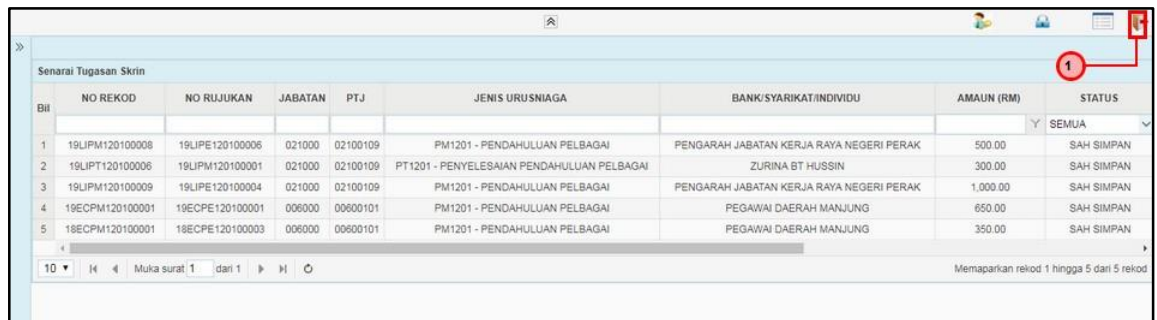 1
Senarai Tugasan Skrin
Bil NO REKOD NO RUJUKAN JABATAN PTJ JENIS URUSNIAGA BANK/SYARIKAT/INDIVIDU AMAUN (RM) STATUS
SEMUA
1 19LIPM120100008 19LIPE120100006 021000 02100109 PM1201 - PENDAHULUAN PELBAGAI PENGARAH JABATAN KERJA RAYA NEGERI PERAK 500.00 SAH SIMPAN
2 19LIPT120100006 19LIPM120100001 021000 02100109 PT1201 - PENYELESAIAN PENDAHULUAN PELBAGAI ZURINA BT HUSSIN 300.00 SAH SIMPAN
3 19LIPM120100009 19LIPE120100004 021000 02100109 PM1201 - PENDAHULUAN PELBAGAI PENGARAH JABATAN KERJA RAYA NEGERI PERAK 1,000.00 SAH SIMPAN
4 19ECPM120100001 19ECPE120100001 006000 00600101 PM1201 - PENDAHULUAN PELBAGAI PEGAWAI DAERAH MANJUNG 650.00 SAH SIMPAN
5 18ECPM120100001 18ECPE120100003 006000 00600101 PM1201 - PENDAHULUAN PELBAGAI PEGAWAI DAERAH MANJUNG 350.00 SAH SIMPAN
10 Muka surat 1 dari 1 Memaparkan rekod 1 hingga 5 dari 5 rekod